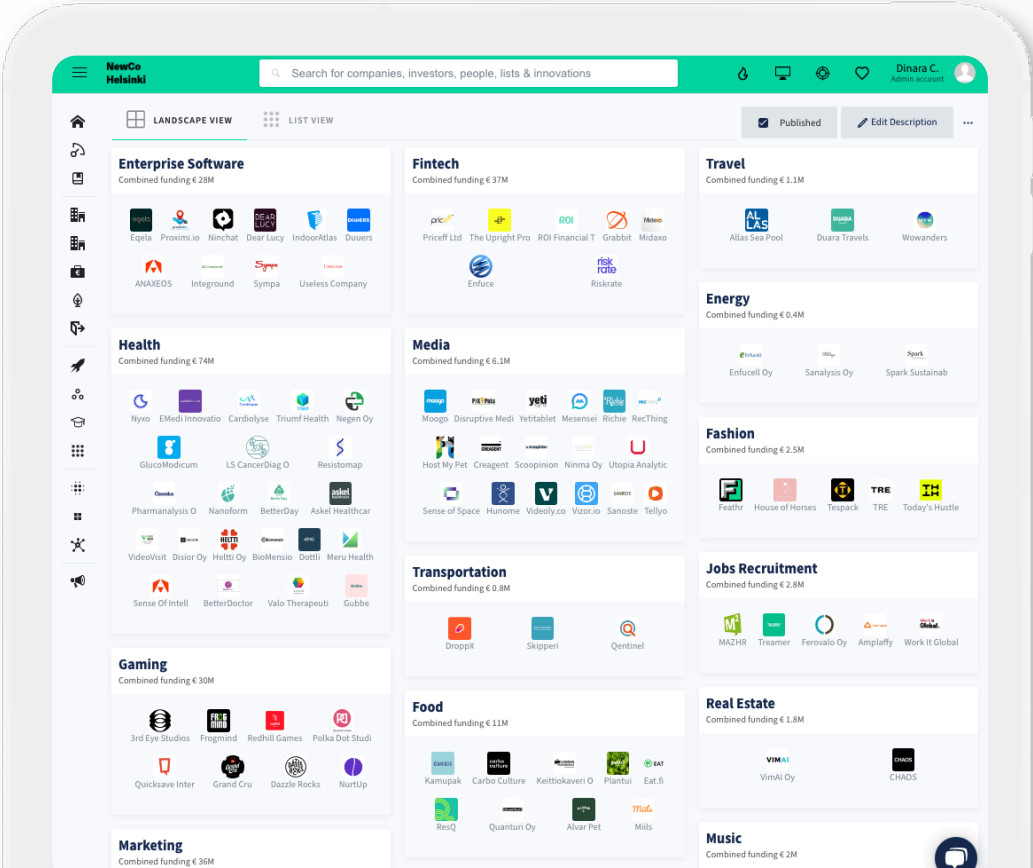 NewCo
Helsinki
Search for companies, investors, people, lists & innovations
Dinara C.
Admin account
LANDSCAPE VIEW
LIST VIEW
Published
Edit Description
Enterprise Software
Combined funding € 28M
Eqela Proximi.io Ninchat Dear Lucy IndoorAtlas Duuers
ANAXEOS Integround Sympa Useless Company
Health
Combined funding € 74M
Nyxo EMedi Innovatio Cardiolyse Triumf Health Negen Oy
GlucoModicum LS CancerDiag O Resistomap
Pharmanalysis O Nanoform BetterDay Askel Healthcar
VideoVisit Disior Oy Heltti Oy BioMensio Dottli Meru Health
Sense Of Intell BetterDoctor Valo Therapeuti Gubbe
Gaming
Combined funding € 30M
3rd Eye Studios Frogmind Redhill Games Polka Dot Studi
Quicksave Inter Grand Cru Dazzle Rocks NurtUp
Marketing
Combined funding € 36M
Fintech
Combined funding € 37M
Priceff Ltd The Upright Pro ROI Financial T Grabbit Midaxo
Enfuce Riskrate
Media
Combined funding € 6.1M
Moogo Disruptive Medi Yetitablet Mesensei Richie RecThing
Host My Pet Creagent Scoopinion Ninma Oy Utopia Analytic
Sense of Space Hunome Videoly.co Vizor.io Sanoste Tellyo
Transportation
Combined funding € 0.8M
DroppX Skipperi Qentinel
Food
Combined funding € 11M
Kamupak Carbo Culture Keittiokaveri O Plantui Eat.fi
ResQ Quanturi Oy Alvar Pet Miils
Travel
Combined funding € 1.1M
Allas Sea Pool Duara Travels Wowanders
Energy
Combined funding € 0.4M
Enfucell Oy Sanalysis Oy Spark Sustainab
Fashion
Combined funding € 2.5M
Feathr House of Horses Tespack TRE Today's Hustle
Jobs Recruitment
Combined funding € 2.8M
MAZHR Treamer Ferovalo Oy Amplaffy Work It Global
Real Estate
Combined funding € 1.8M
VimAI Oy CHAOS
Music
Combined funding € 2M